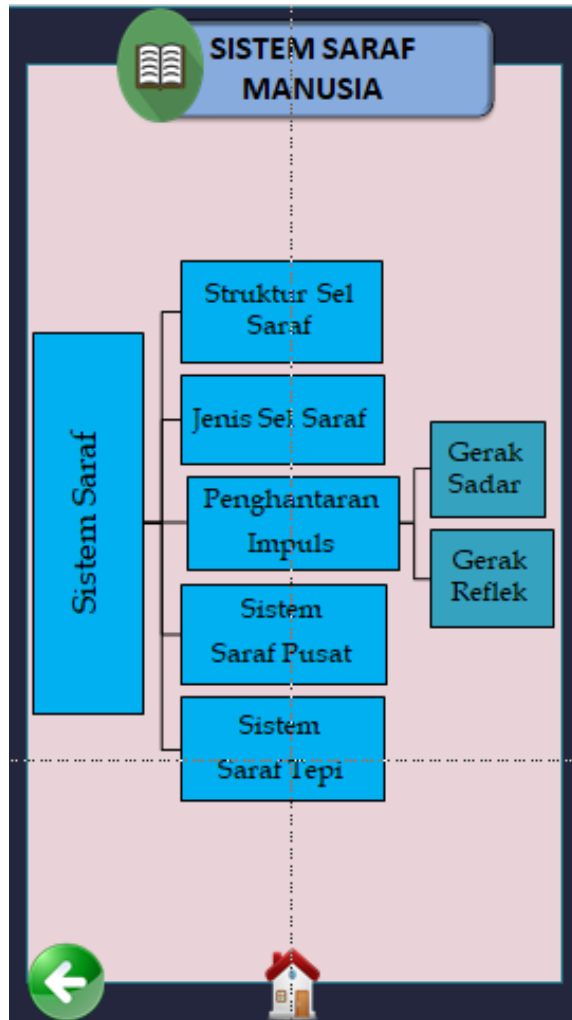 SISTEM SARAF
MANUSIA
Sistem Saraf
Struktur Sel
Saraf
Jenis Sel Saraf
Penghantaran
Impuls
Sistem
Saraf Pusat
Sistem
Saraf Tepi
Gerak
Sadar
Gerak
Reflek